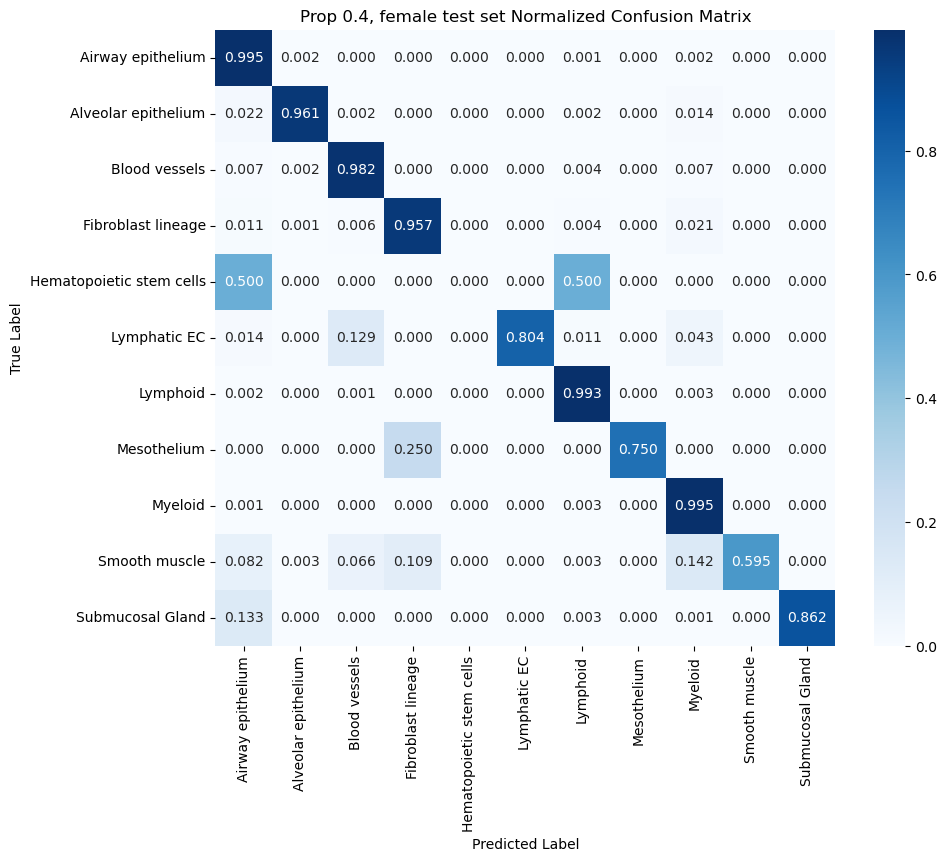 Prop 0.4, female test set Normalized Confusion Matrix
True Label
Airway epithelium 0.995 0.002 0.000 0.000 0.000 0.000 0.001 0.000 0.002 0.000 0.000
Alveolar epithelium 0.022 0.961 0.002 0.000 0.000 0.000 0.002 0.000 0.014 0.000 0.000
Blood vessels 0.007 0.002 0.982 0.000 0.000 0.000 0.004 0.000 0.007 0.000 0.000
Fibroblast lineage 0.011 0.001 0.006 0.957 0.000 0.000 0.004 0.000 0.021 0.000 0.000
Hematopoietic stem cells 0.500 0.000 0.000 0.000 0.000 0.000 0.500 0.000 0.000 0.000 0.000
Lymphatic EC 0.014 0.000 0.129 0.000 0.000 0.804 0.011 0.000 0.043 0.000 0.000
Lymphoid 0.002 0.000 0.001 0.000 0.000 0.000 0.993 0.000 0.003 0.000 0.000
Mesothelium 0.000 0.000 0.000 0.250 0.000 0.000 0.000 0.750 0.000 0.000 0.000
Myeloid 0.001 0.000 0.000 0.000 0.000 0.000 0.003 0.000 0.995 0.000 0.000
Smooth muscle 0.082 0.003 0.066 0.109 0.000 0.000 0.003 0.000 0.142 0.595 0.000
Submucosal Gland 0.133 0.000 0.000 0.000 0.000 0.000 0.003 0.000 0.001 0.000 0.862
Airway epithelium
Alveolar epithelium
Blood vessels
Fibroblast lineage
Hematopoietic stem cells
Lymphatic EC
Lymphoid
Mesothelium
Myeloid
Smooth muscle
Submucosal Gland
Predicted Label
0.8
0.6
0.4
0.2
0.0